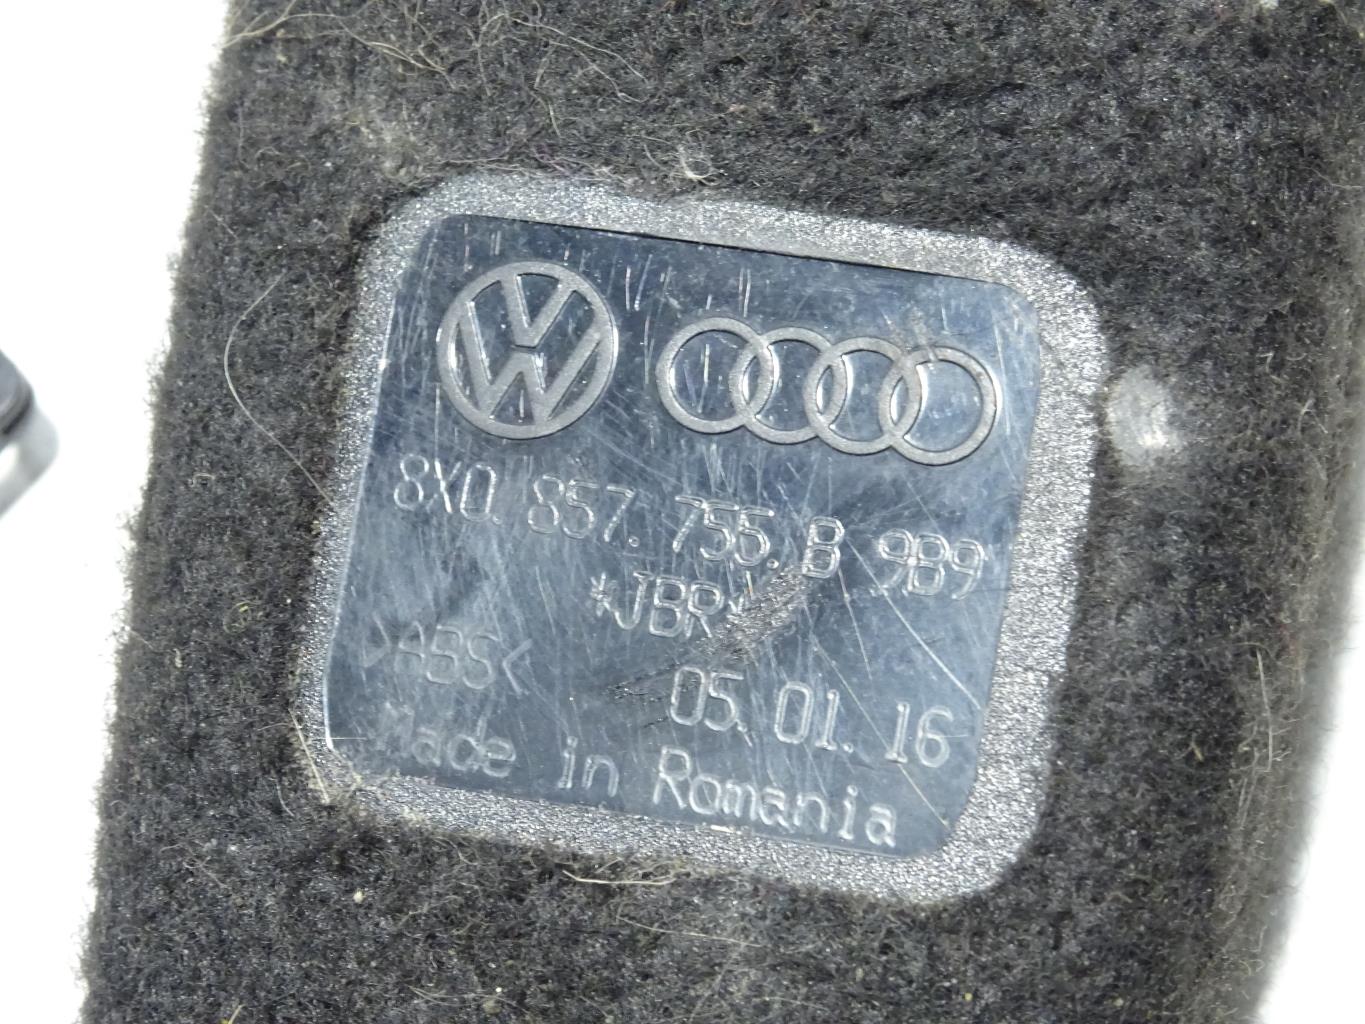 8X0. 857. 755. B 9B9
*JBR*
>ABS<
05. 01. 16
Made in Romania